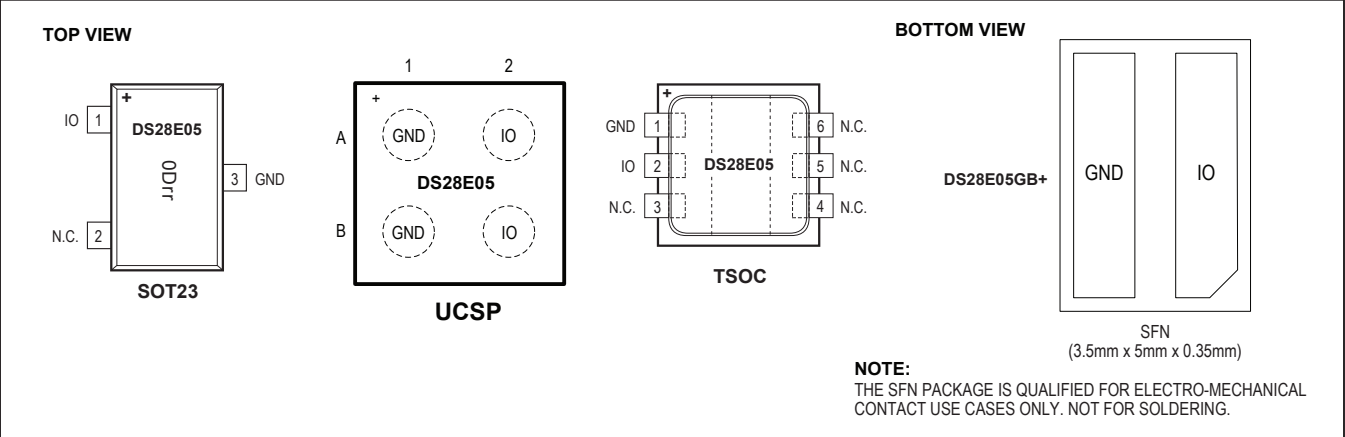 TOP VIEW
BOTTOM VIEW
+
IO 1
DS28E05
0Drr
3 GND
N.C. 2
SOT23
1 2
+
A GND IO
DS28E05
B GND IO
UCSP
+
GND 1 6 N.C.
IO 2 DS28E05 5 N.C.
N.C. 3 4 N.C.
TSOC
DS28E05GB+
GND IO
SFN
(3.5mm x 5mm x 0.35mm)
NOTE:
THE SFN PACKAGE IS QUALIFIED FOR ELECTRO-MECHANICAL
CONTACT USE CASES ONLY. NOT FOR SOLDERING.